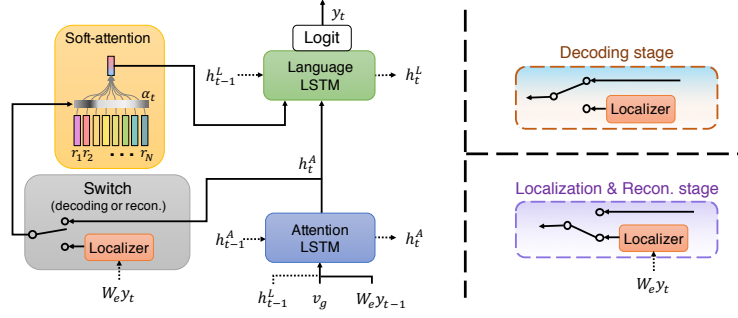 y_t
Soft-attention
Logit
α_t
h_{t-1}^L
Language
LSTM
h_t^L
r_1 r_2 ··· r_N
h_t^A
Switch
(decoding or recon.)
Localizer
W_e y_t
h_{t-1}^A
Attention
LSTM
h_t^A
h_{t-1}^L
v_g
W_e y_{t-1}
Decoding stage
Localizer
Localization & Recon. stage
Localizer
W_e y_t